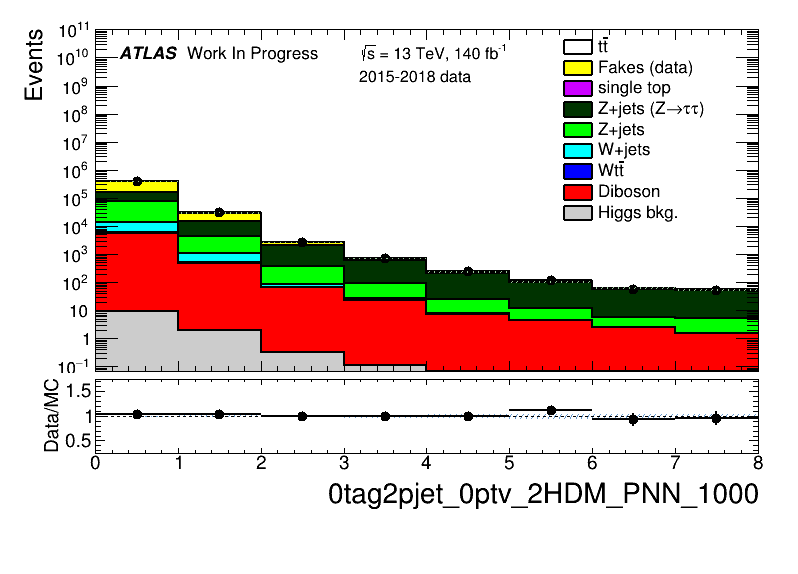 ATLAS Work In Progress
√s = 13 TeV, 140 fb⁻¹
2015-2018 data
tt̄
Fakes (data)
single top
Z+jets (Z→ττ)
Z+jets
W+jets
Wtt̄
Diboson
Higgs bkg.
Events
10¹¹
10¹⁰
10⁹
10⁸
10⁷
10⁶
10⁵
10⁴
10³
10²
10
1
10⁻¹
Data/MC
1.5
1
0.5
0 1 2 3 4 5 6 7 8
0tag2pjet_0ptv_2HDM_PNN_1000